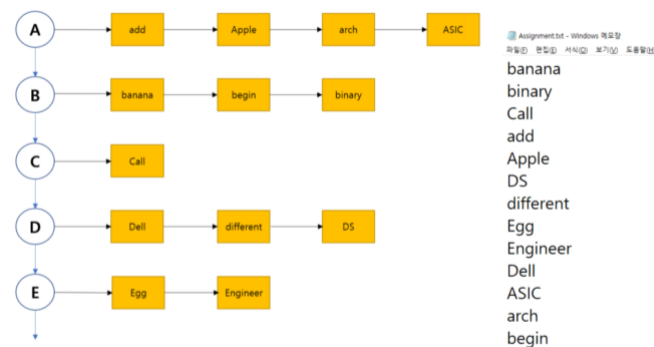 A add Apple arch ASIC
B banana begin binary
C Call
D Dell different DS
E Egg Engineer
Assignment.txt - Windows 메모장
파일(F) 편집(E) 서식(O) 보기(V) 도움말(H
banana
binary
Call
add
Apple
DS
different
Egg
Engineer
Dell
ASIC
arch
begin